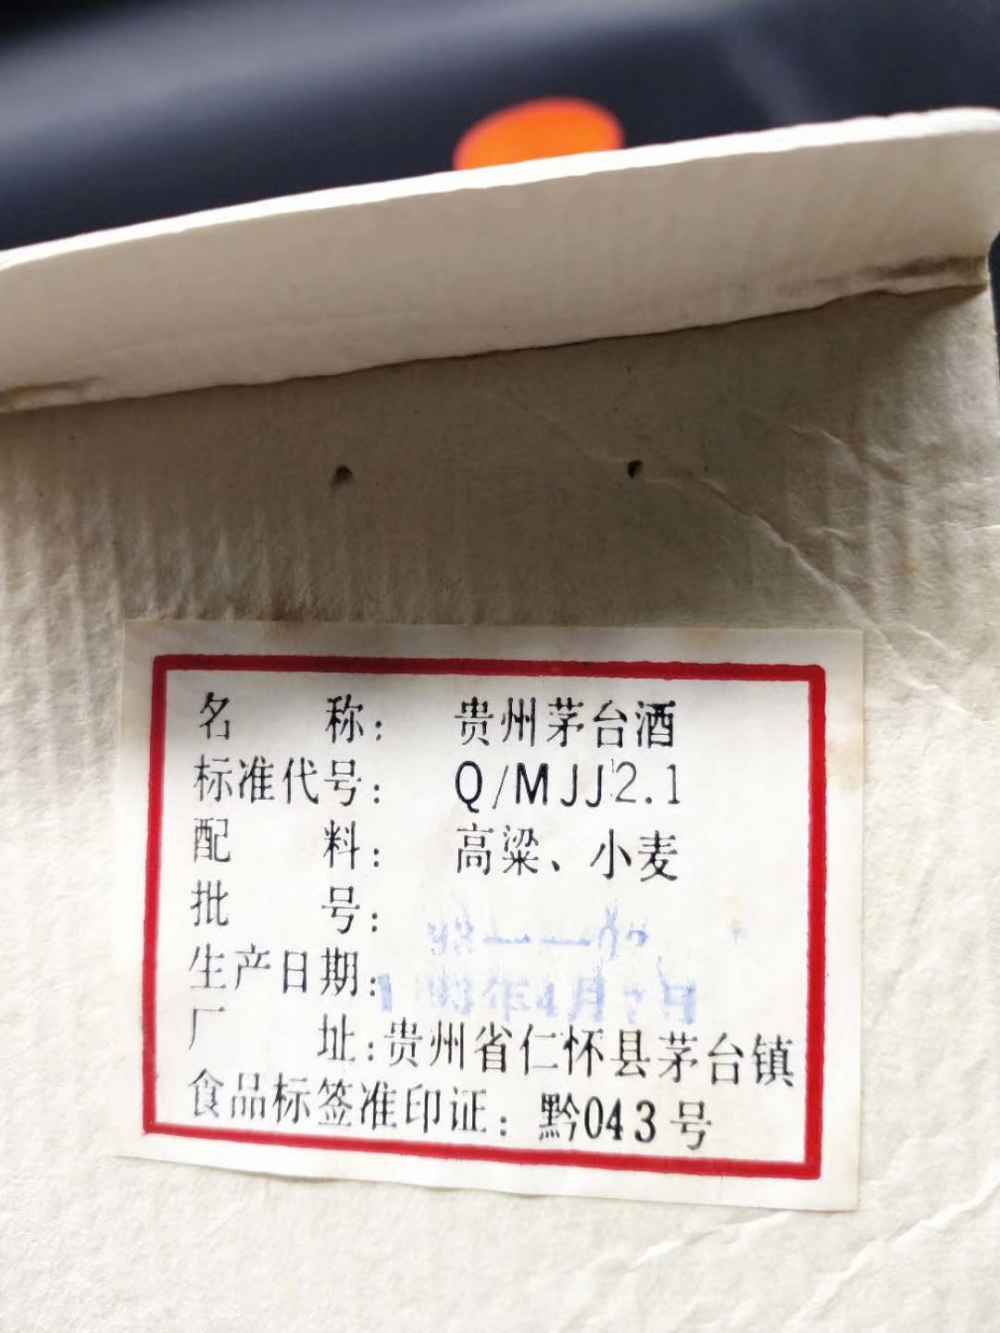 名 称： 贵州茅台酒
标准代号： Q/MJJ2.1
配 料： 高粱、小麦
批 号：
生产日期：
厂 址：贵州省仁怀县茅台镇
食品标签准印证：黔043号